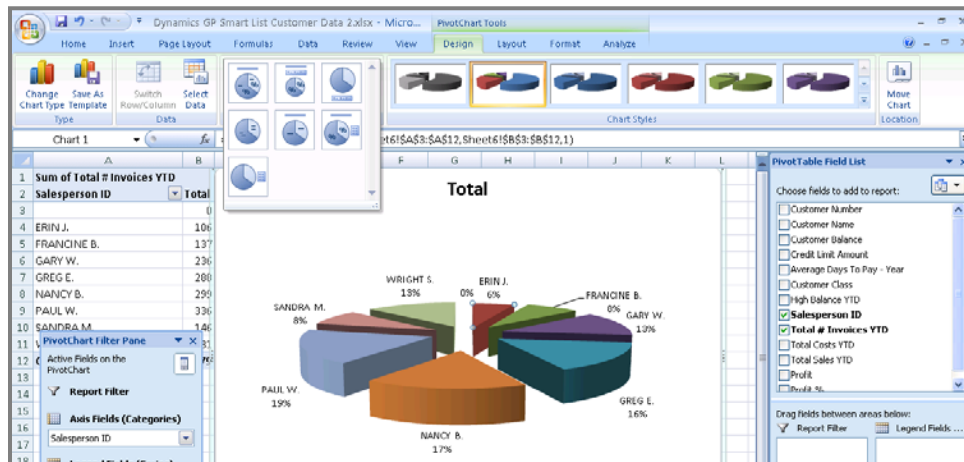 Dynamics GP Smart List Customer Data 2.xlsx - Micro... PivotChart Tools
Home Insert Page Layout Formulas Data Review View Design Layout Format Analyze
Change Chart Type
Save As Template
Switch Row/Column
Select Data
Move Chart
Type Data Chart Styles Location
Chart 1 fx et6!$A$3:$A$12,Sheet6!$B$3:$B$12,1)
A B F G H I J K L
1 Sum of Total # Invoices YTD
2 Salesperson ID Total
3 0
4 ERIN J. 106
5 FRANCINE B. 137
6 GARY W. 236
7 GREG E. 280
8 NANCY B. 299
9 PAUL W. 336
10 SANDRA M. 146
11
12
13
14
15
16
17
18
PivotChart Filter Pane
Active Fields on the PivotChart
Report Filter
Axis Fields (Categories)
Salesperson ID
Total
WRIGHT S.
13%
0%
ERIN J.
6%
FRANCINE B.
8%
GARY W.
13%
SANDRA M.
8%
PAUL W.
19%
GREG E.
16%
NANCY B.
17%
PivotTable Field List
Choose fields to add to report:
Customer Number
Customer Name
Customer Balance
Credit Limit Amount
Average Days To Pay - Year
Customer Class
High Balance YTD
Salesperson ID
Total # Invoices YTD
Total Costs YTD
Total Sales YTD
Profit
Profit %
Drag fields between areas below:
Report Filter Legend Fields ...